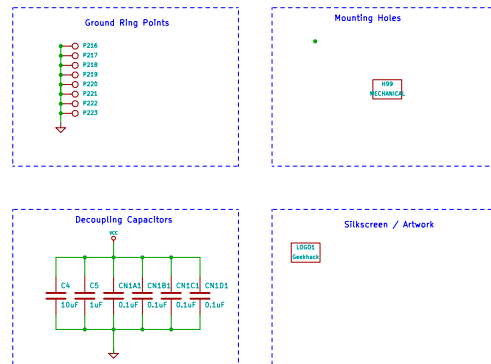 Ground Ring Points
P216
P217
P218
P219
P220
P221
P222
P223
Mounting Holes
H99
MECHANICAL
Decoupling Capacitors
VCC
C4
C5
CN1A1
CN1B1
CN1C1
CN1D1
10uF
1uF
0.1uF
0.1uF
0.1uF
0.1uF
Silkscreen / Artwork
LOGO1
Geekhack